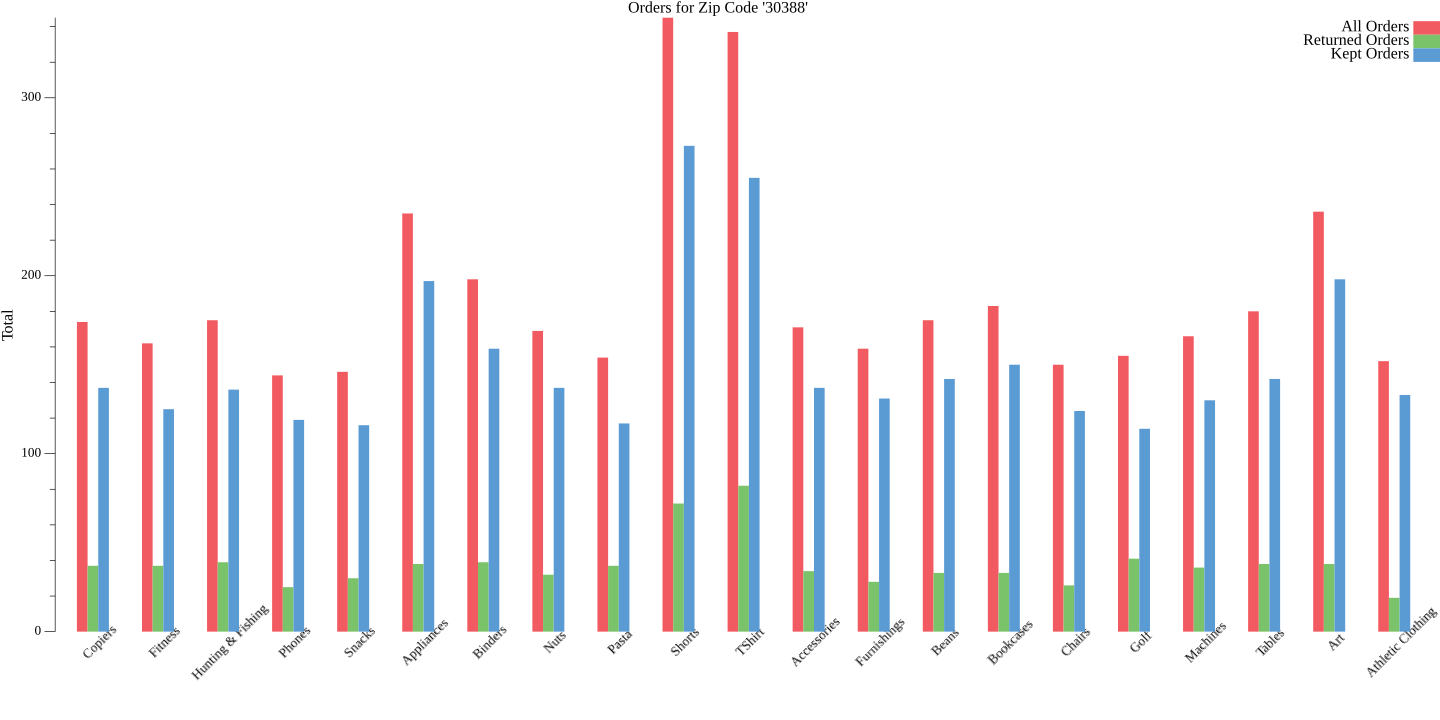 Orders for Zip Code '30388'
All Orders
Returned Orders
Kept Orders
Total
300
200
100
0
Copiers
Fitness
Hunting & Fishing
Phones
Snacks
Appliances
Binders
Nuts
Pasta
Shorts
TShirt
Accessories
Furnishings
Beans
Bookcases
Chairs
Golf
Machines
Tables
Art
Athletic Clothing